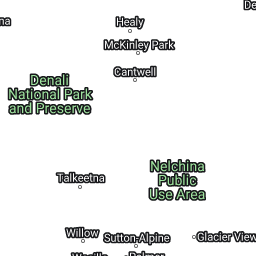 Healy
McKinley Park
Cantwell
Denali
National Park
and Preserve
Nelchina
Public
Use Area
Talkeetna
Willow
Sutton-Alpine
Glacier View